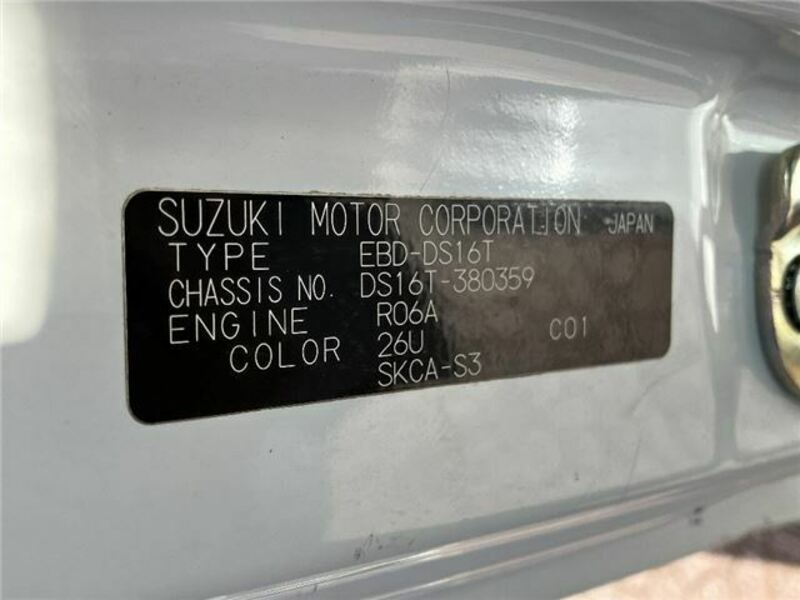 SUZUKI MOTOR CORPORATION JAPAN
TYPE EBD-DS16T
CHASSIS NO. DS16T-380359
ENGINE R06A
COLOR 26U C01
SKCA-S3